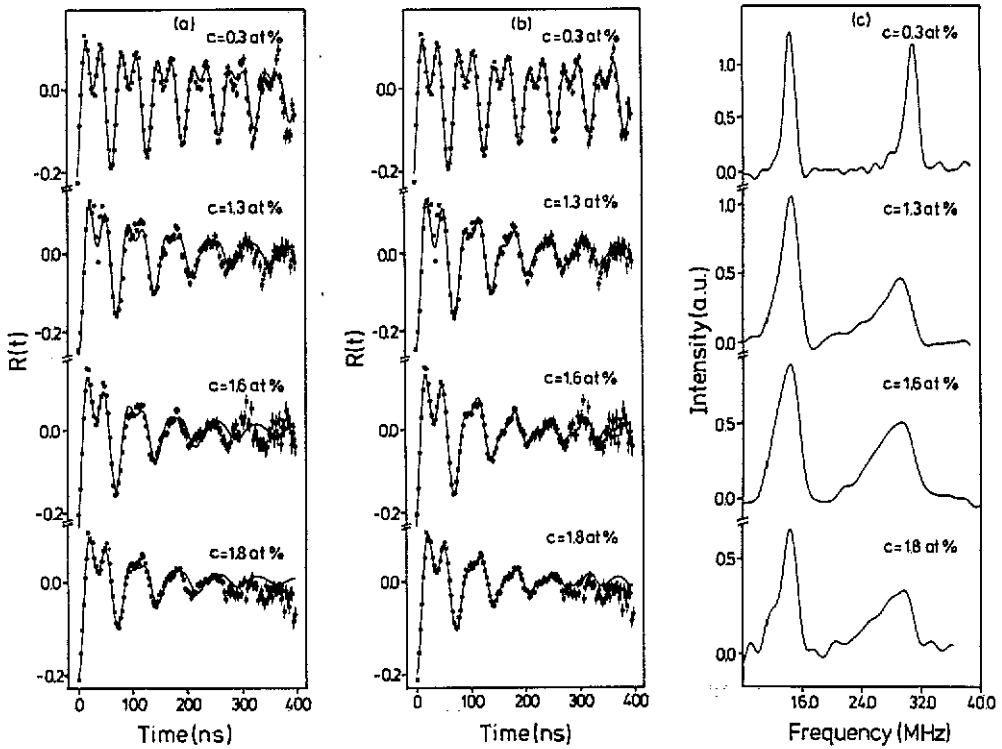 (a)
c=0.3 at %
0.0
-0.2
c=1.3 at %
0.0
-0.2
c=1.6 at %
0.0
-0.2
c=1.8 at %
0.0
-0.2
R(t)
0 100 200 300 400
Time(ns)
(b)
c=0.3 at %
0.0
-0.2
c=1.3 at %
0.0
-0.2
c=1.6 at %
0.0
-0.2
c=1.8 at %
0.0
-0.2
R(t)
0 100 200 300 400
Time(ns)
(c)
c=0.3 at %
1.0
0.5
0.0
c=1.3 at %
1.0
0.5
0.0
c=1.6 at %
0.5
0.0
c=1.8 at %
0.5
0.0
Intensity(a.u.)
16.0 24.0 32.0 40.0
Frequency(MHz)